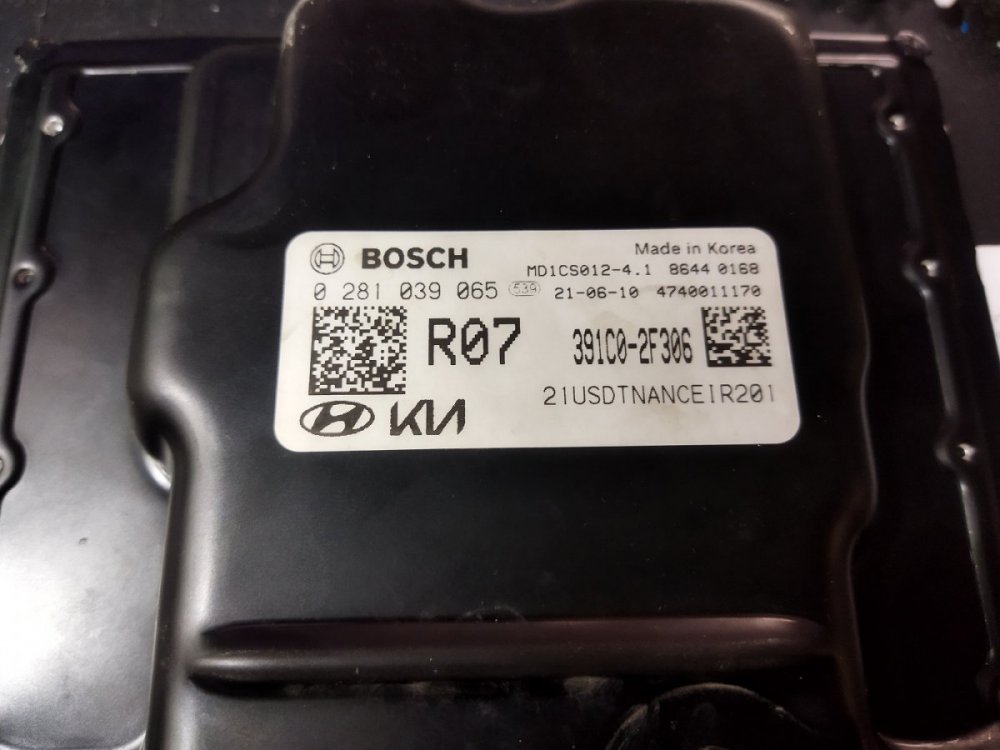 BOSCH
Made in Korea
MD1CS012-4.1 8644 0168
0 281 039 065 539 21-06-10 4740011170
R07 391C0-2F306
21USDTNANCE1R201
KIA